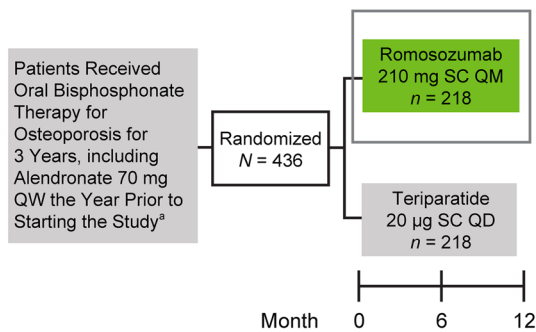 Patients Received
Oral Bisphosphonate
Therapy for
Osteoporosis for
3 Years, including
Alendronate 70 mg
QW the Year Prior to
Starting the Studyª
Randomized
N = 436
Romosozumab
210 mg SC QM
n = 218
Teriparatide
20 µg SC QD
n = 218
Month 0 6 12